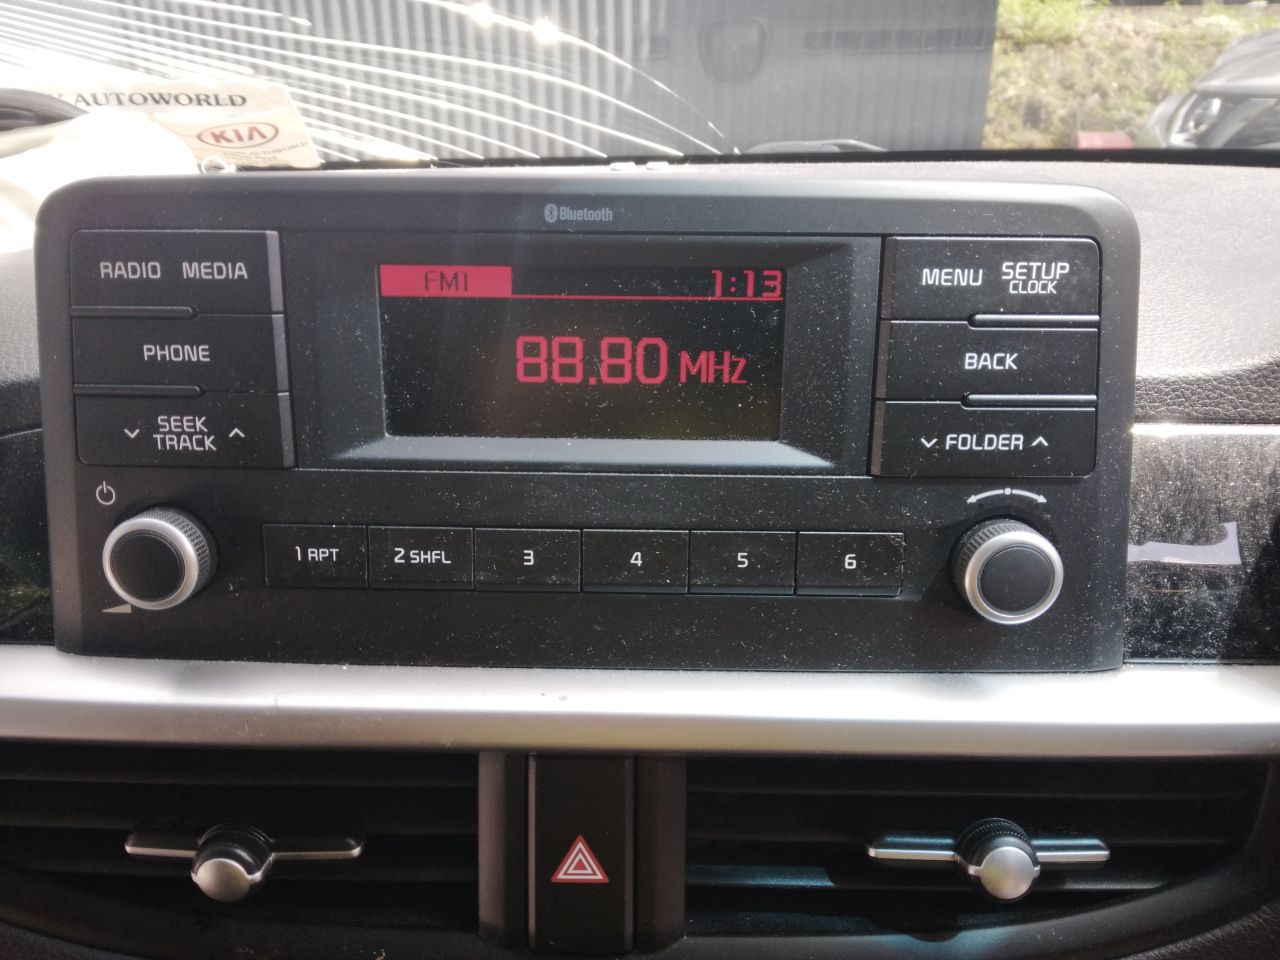 AUTOWORLD
KIA
AUTOWORLD
Bluetooth
RADIO MEDIA
PHONE
SEEK
TRACK
FM1 1:13
88.80 MHz
MENU SETUP
CLOCK
BACK
FOLDER
1 RPT 2 SHFL 3 4 5 6